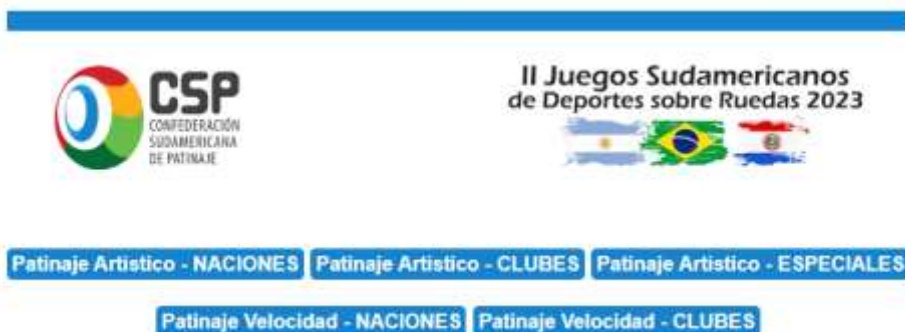 CSP
CONFEDERACIÓN
SUDAMERICANA
DE PATINAJE
II Juegos Sudamericanos
de Deportes sobre Ruedas 2023
Patinaje Artistico - NACIONES
Patinaje Artistico - CLUBES
Patinaje Artistico - ESPECIALES
Patinaje Velocidad - NACIONES
Patinaje Velocidad - CLUBES